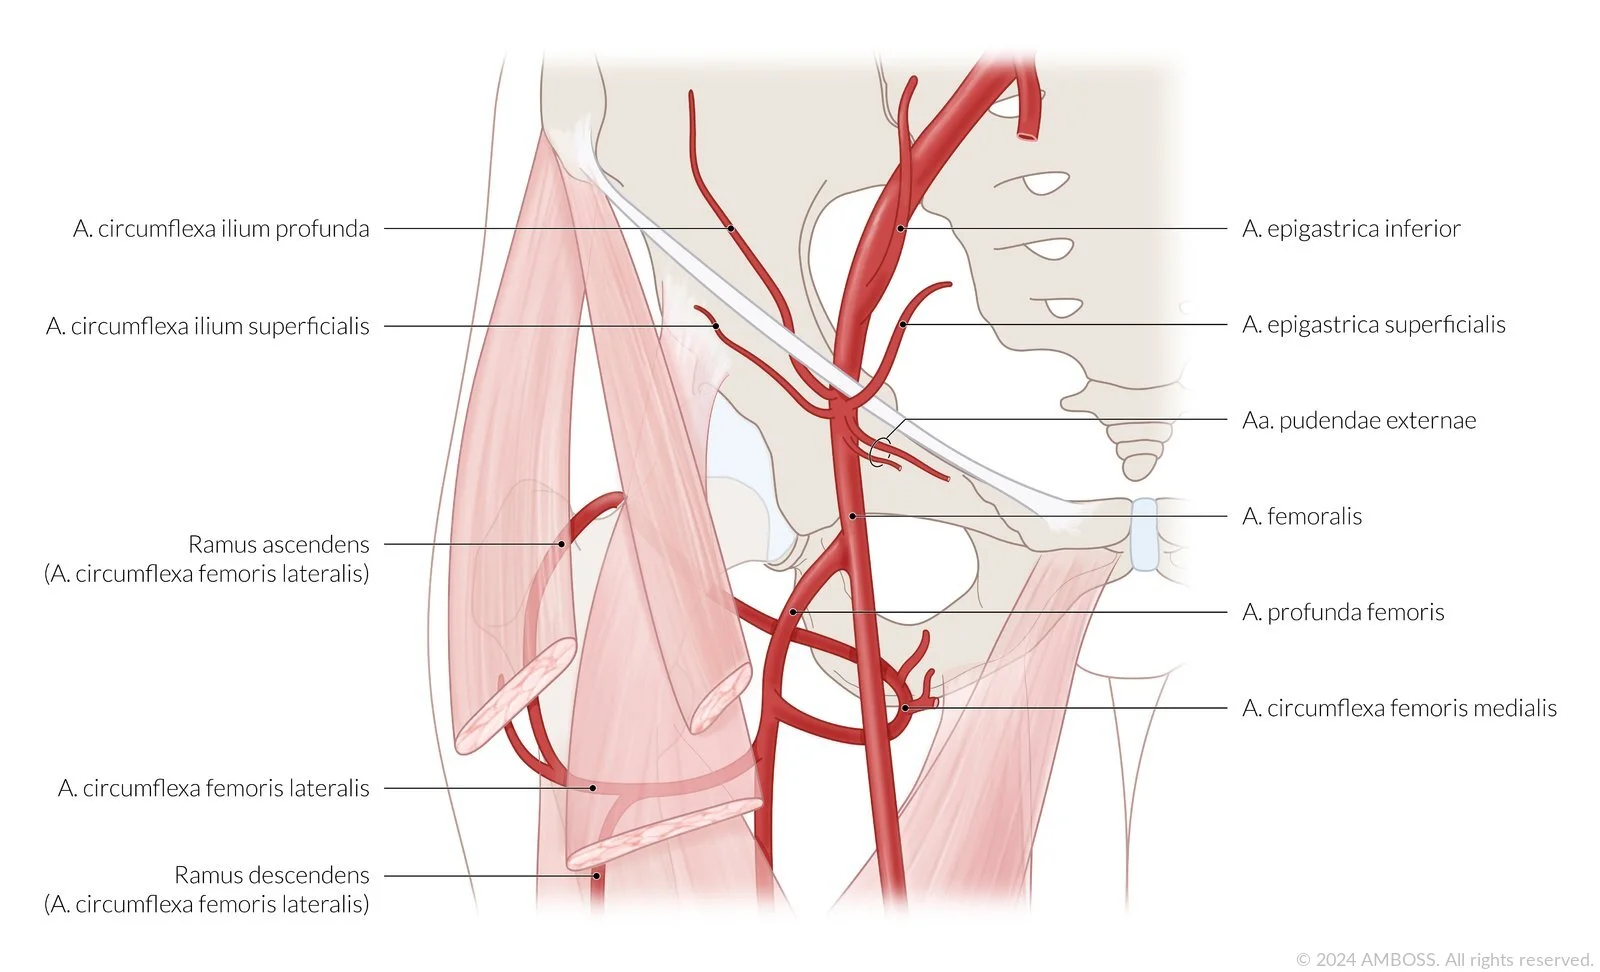 A. circumflexa ilium profunda
A. circumflexa ilium superficialis
Ramus ascendens
(A. circumflexa femoris lateralis)
A. circumflexa femoris lateralis
Ramus descendens
(A. circumflexa femoris lateralis)
A. epigastrica inferior
A. epigastrica superficialis
Aa. pudendae externae
A. femoralis
A. profunda femoris
A. circumflexa femoris medialis
© 2024 AMBOSS. All rights reserved.